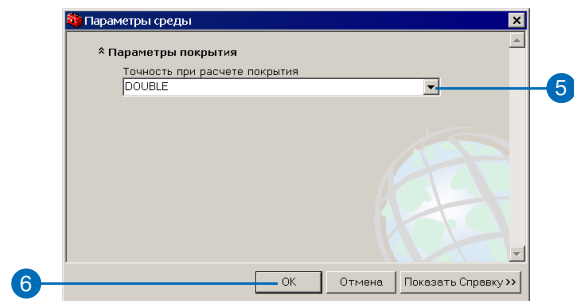 Параметры среды
Параметры покрытия
Точность при расчете покрытия
DOUBLE
5
6
OK
Отмена
Показать Справку >>